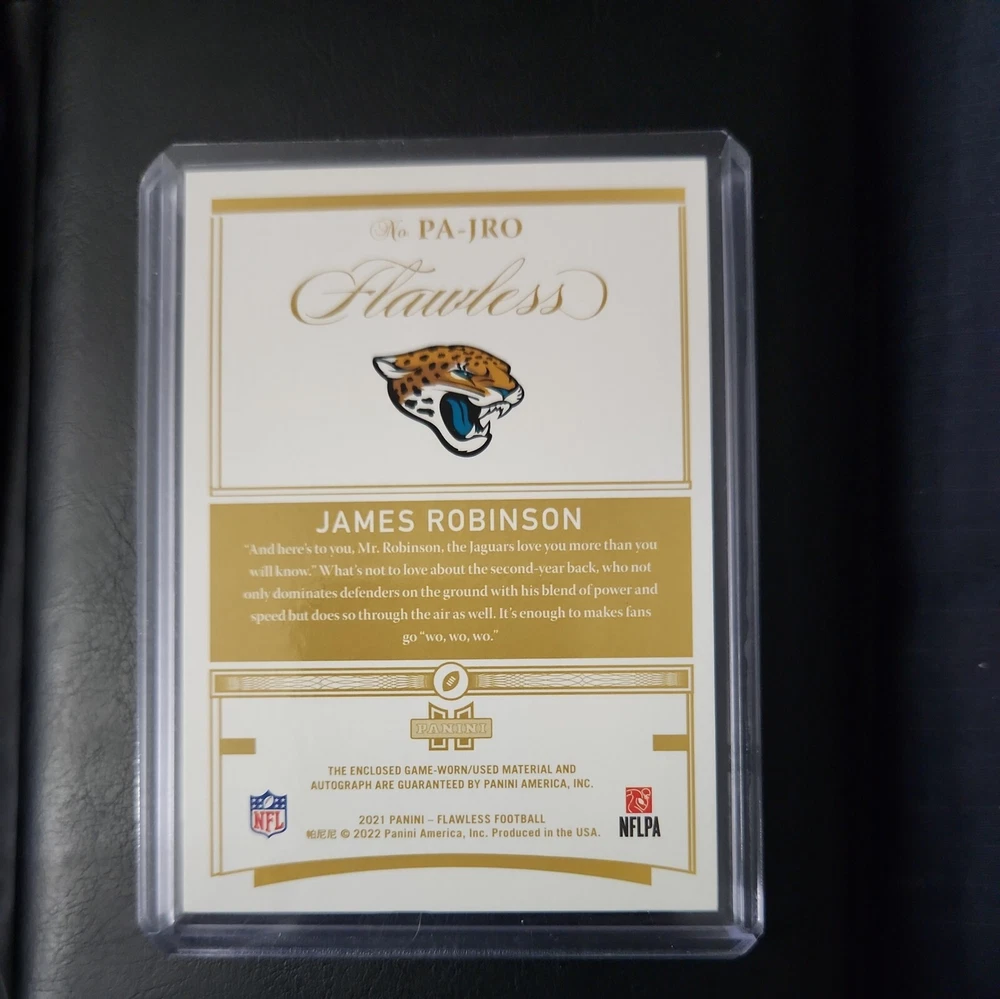 No. PA-JRO
Flawless
JAMES ROBINSON
"And here's to you, Mr. Robinson, the Jaguars love you more than you
will know." What's not to love about the second-year back, who not
only dominates defenders on the ground with his blend of power and
speed but does so through the air as well. It's enough to makes fans
go "wo, wo, wo."
PANINI
THE ENCLOSED GAME-WORN/USED MATERIAL AND
AUTOGRAPH ARE GUARANTEED BY PANINI AMERICA, INC.
NFL
2021 PANINI – FLAWLESS FOOTBALL
帕尼尼 © 2022 Panini America, Inc. Produced in the USA.
NFLPA